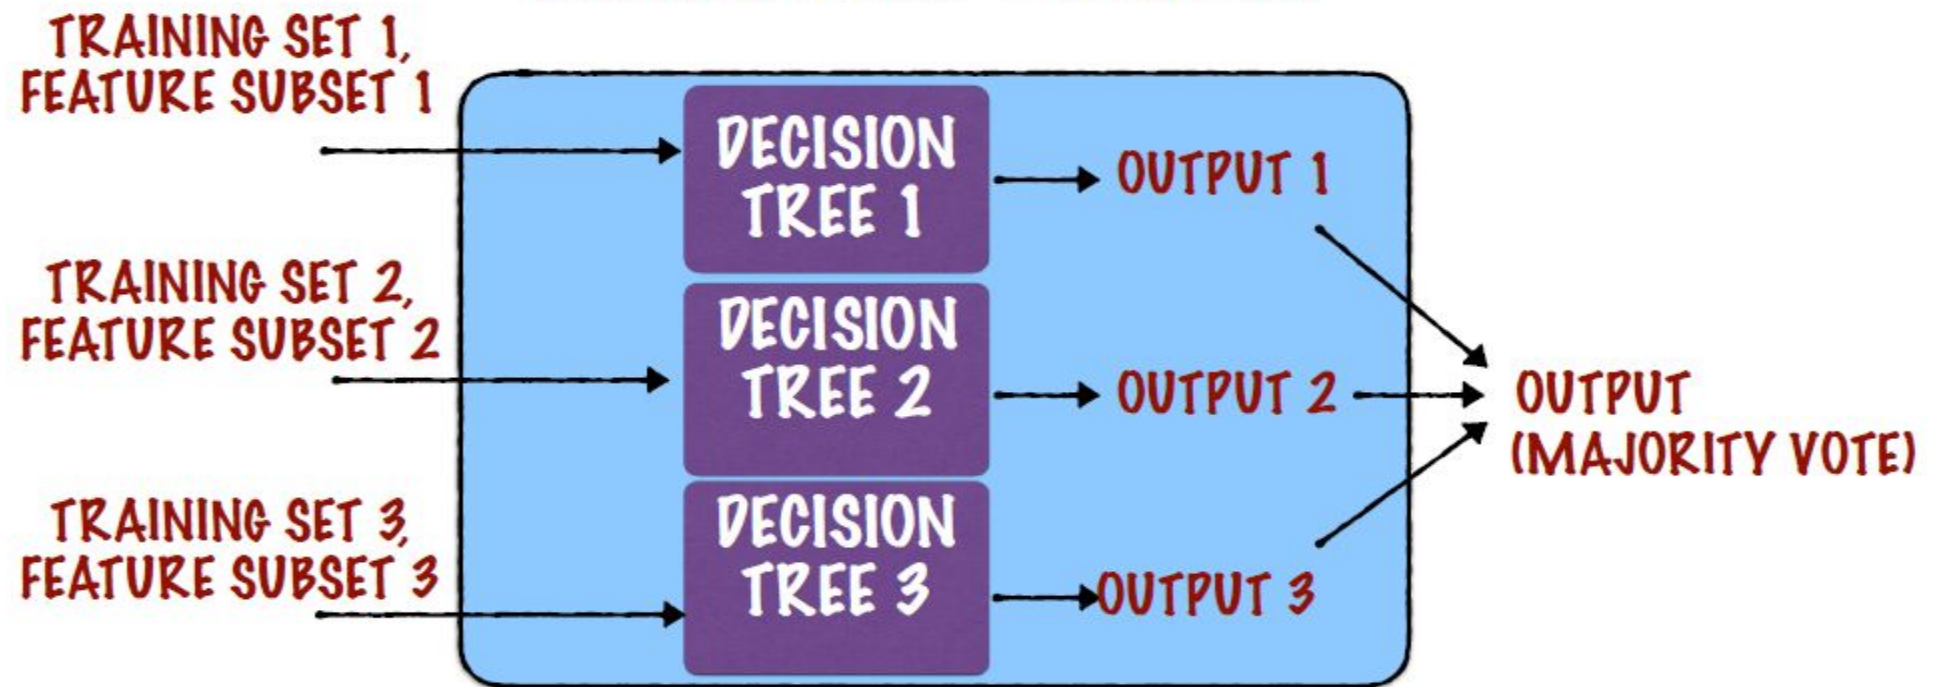 TRAINING SET 1,
FEATURE SUBSET 1
DECISION
TREE 1
OUTPUT 1
TRAINING SET 2,
FEATURE SUBSET 2
DECISION
TREE 2
OUTPUT 2
OUTPUT
(MAJORITY VOTE)
TRAINING SET 3,
FEATURE SUBSET 3
DECISION
TREE 3
OUTPUT 3